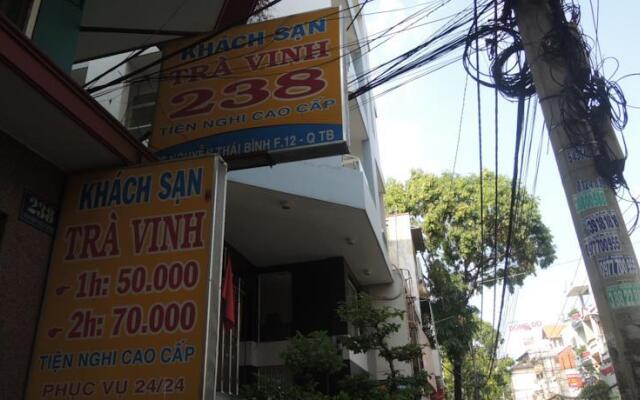 KHÁCH SẠN
TRÀ VINH
238
TIỆN NGHI CAO CẤP
NGUYỄN THÁI BÌNH F.12 - Q TB
238
KHÁCH SẠN
TRÀ VINH
1h: 50.000
2h: 70.000
TIỆN NGHI CAO CẤP
PHỤC VỤ 24/24